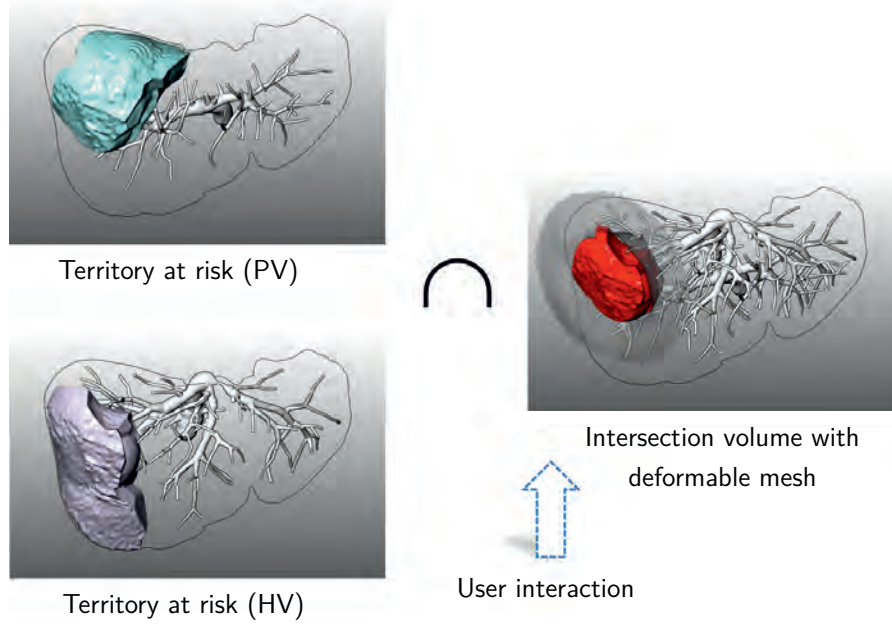 Territory at risk (PV)
Territory at risk (HV)
Intersection volume with
deformable mesh
User interaction